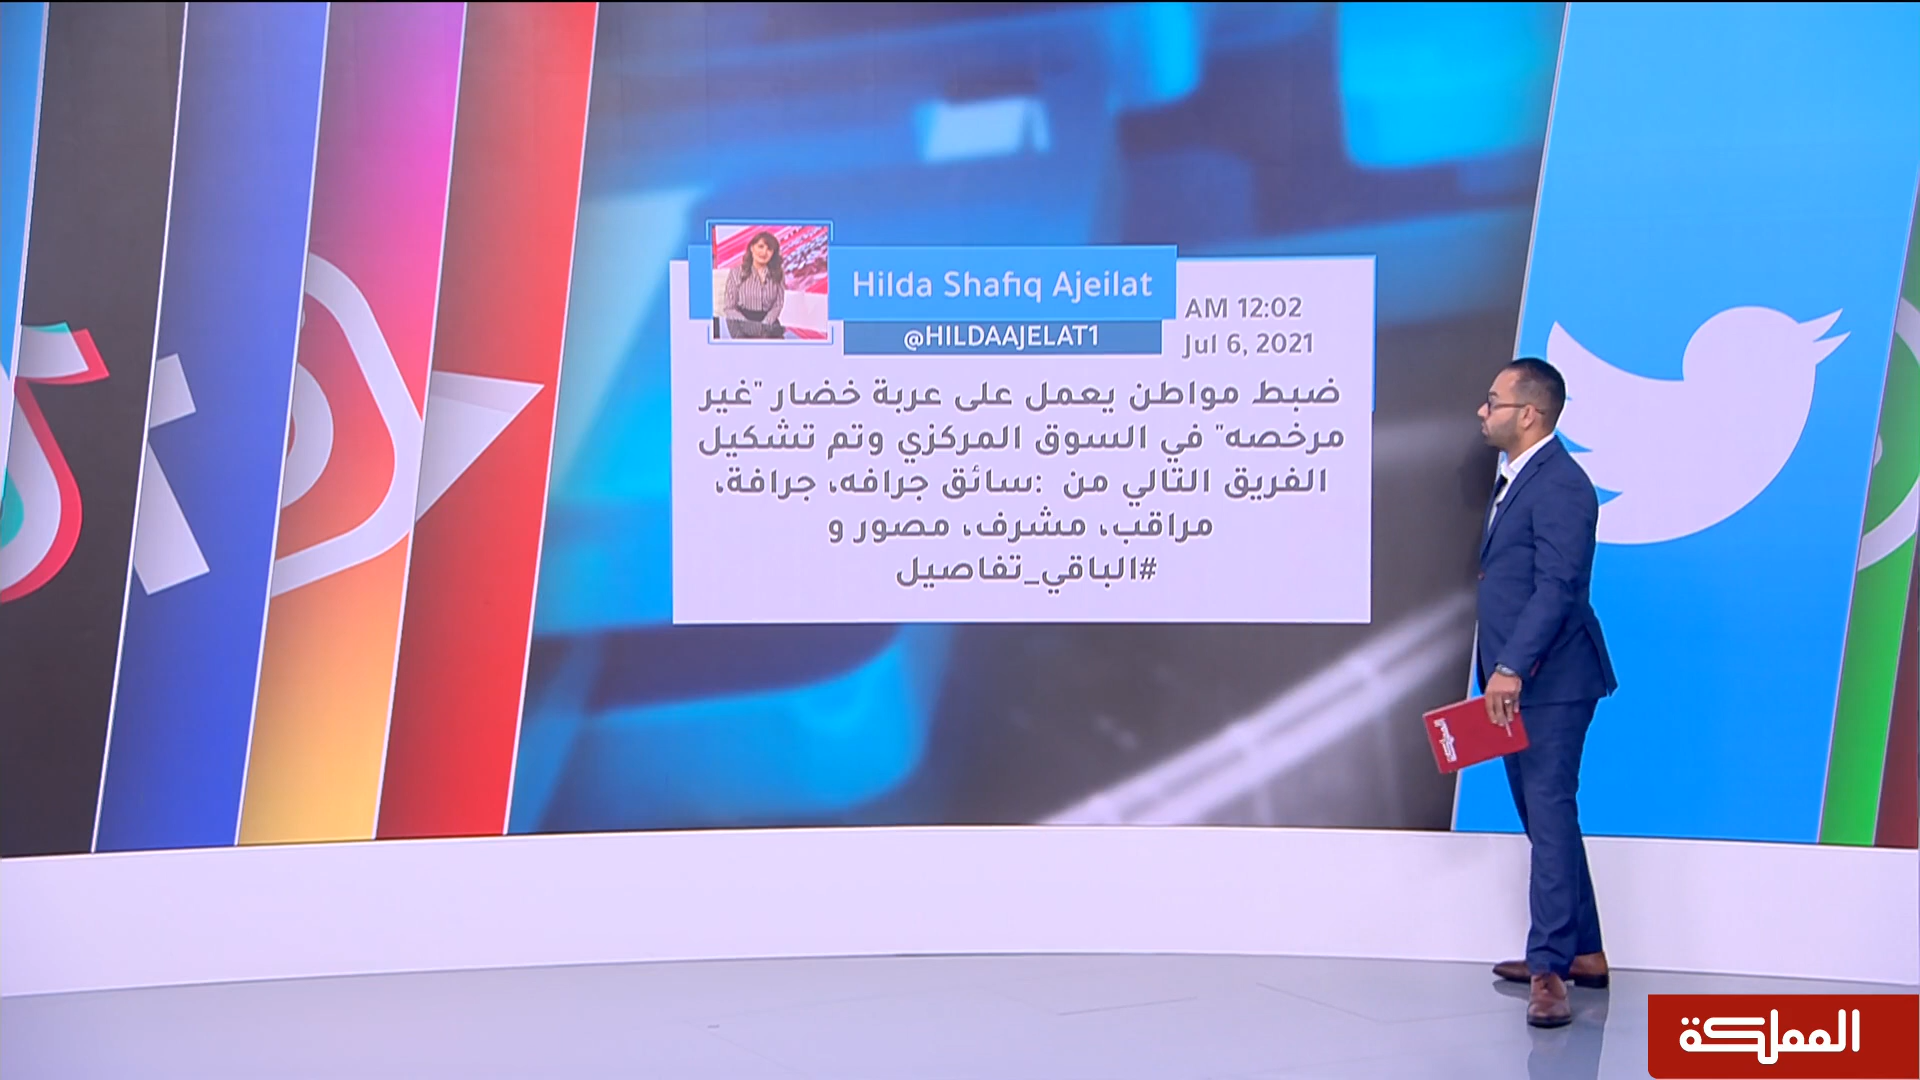 Hilda Shafiq Ajeilat
@HILDAAJELAT1
AM 12:02
Jul 6, 2021
ضبط مواطن يعمل على عربة خضار "غير
مرخصه" في السوق المركزي وتم تشكيل
الفريق التالي من :سائق جرافه، جرافة،
مراقب، مشرف، مصور و
#الباقي_تفاصيل
المملكة
المملكة